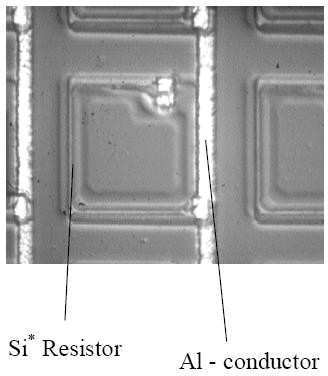 Si* Resistor
Al - conductor